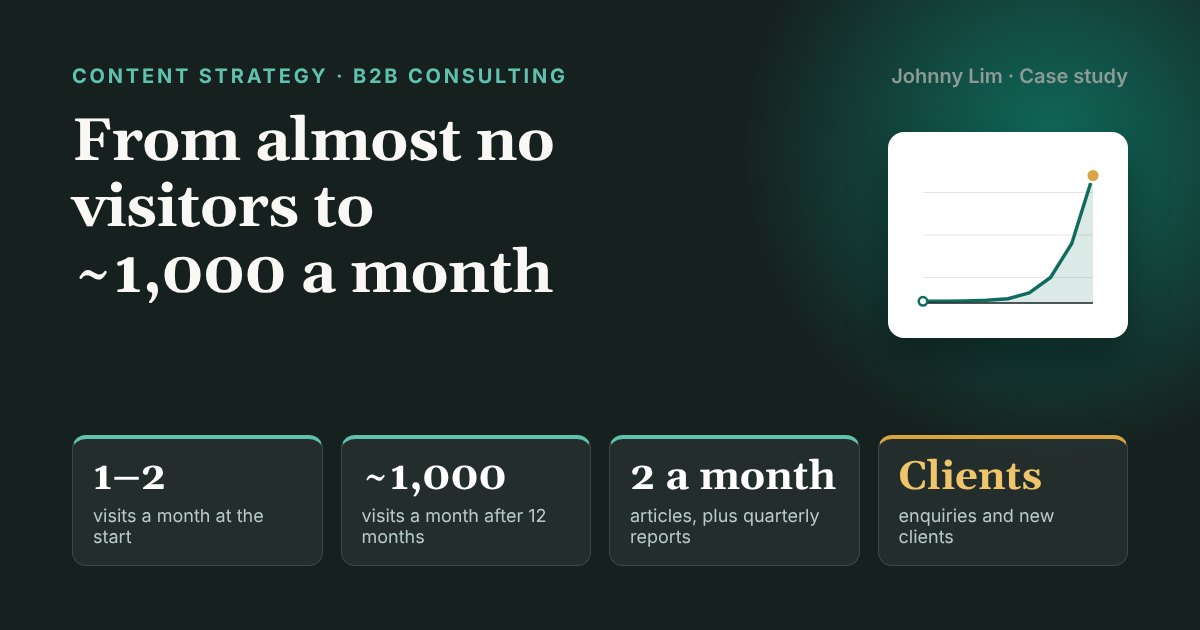 CONTENT STRATEGY · B2B CONSULTING
Johnny Lim · Case study
From almost no
visitors to
~1,000 a month
1–2
visits a month at the
start
~1,000
visits a month after 12
months
2 a month
articles, plus quarterly
reports
Clients
enquiries and new
clients